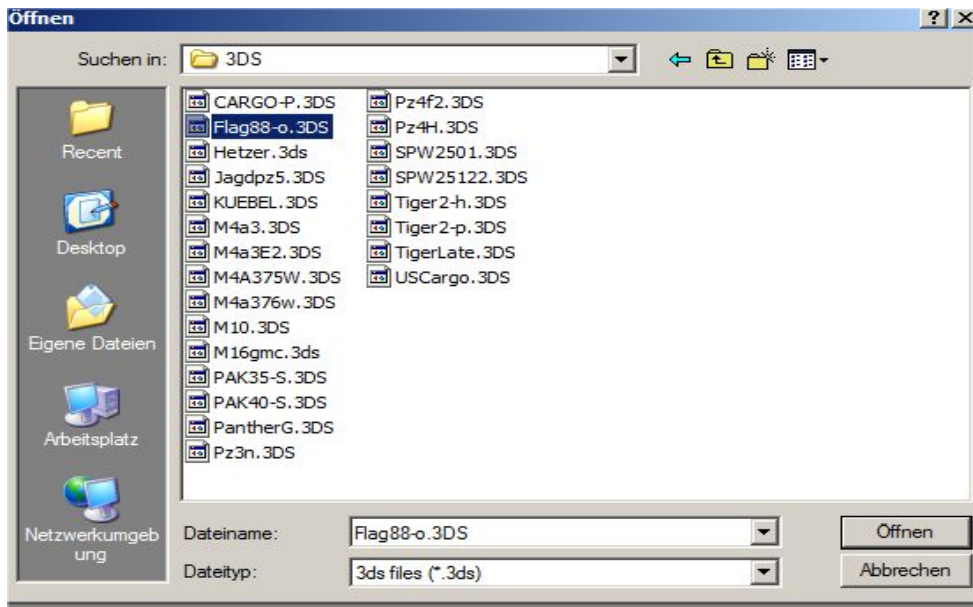 Öffnen
Suchen in:
3DS
Recent
Desktop
Eigene Dateien
Arbeitsplatz
Netzwerkumgeb
ung
CARGO-P.3DS
Flag88-o.3DS
Hetzer.3ds
Jagdpz5.3DS
KUEBEL.3DS
M4a3.3DS
M4a3E2.3DS
M4A375W.3DS
M4a376w.3DS
M10.3DS
M16gmc.3ds
PAK35-S.3DS
PAK40-S.3DS
PantherG.3DS
Pz3n.3DS
Pz4f2.3DS
Pz4H.3DS
SPW2501.3DS
SPW25122.3DS
Tiger2-h.3DS
Tiger2-p.3DS
TigerLate.3DS
USCargo.3DS
Dateiname:
Flag88-o.3DS
Öffnen
Dateityp:
3ds files (*.3ds)
Abbrechen